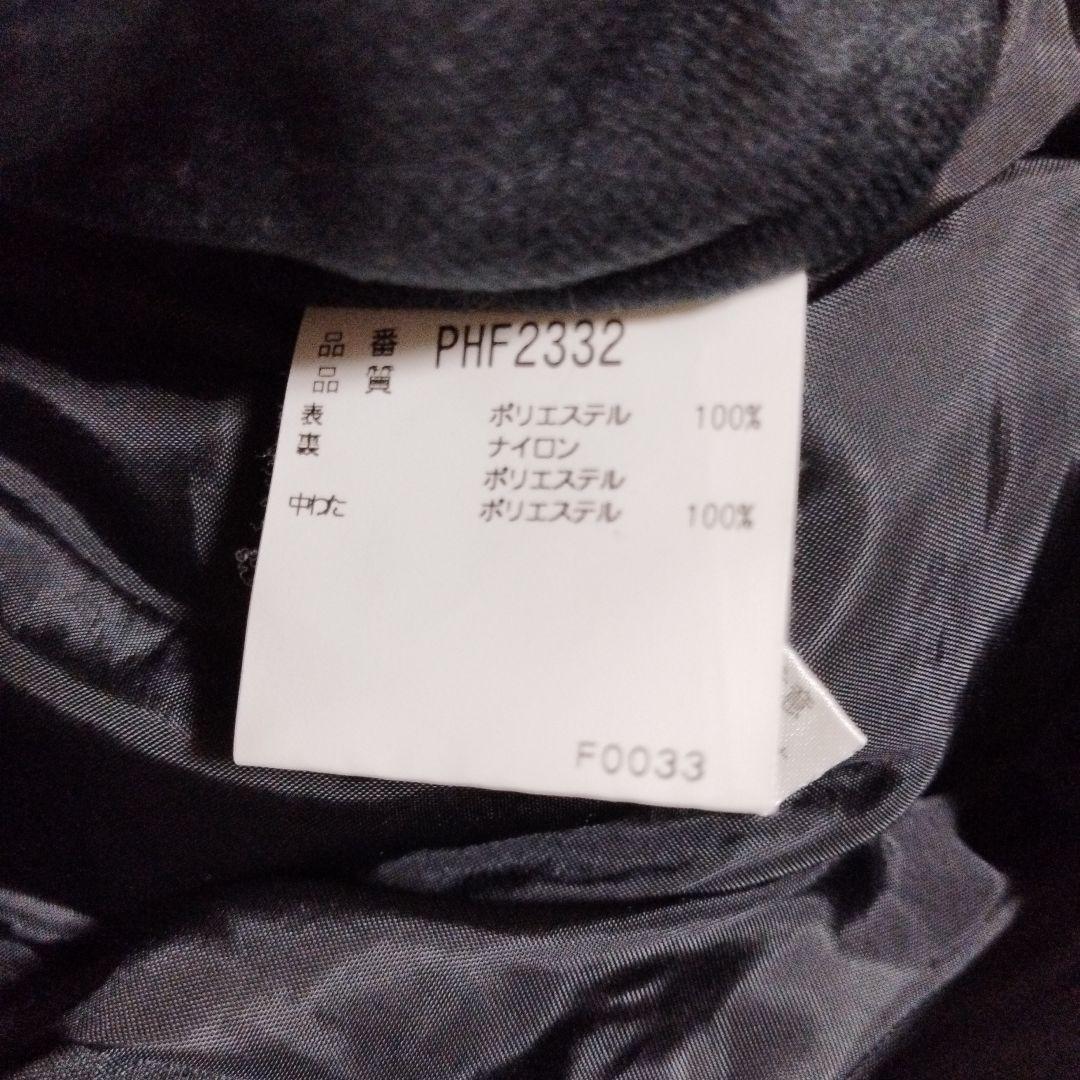 品 番 PHF2332
品 質
表 ポリエステル 100%
裏 ナイロン
ポリエステル
中わた ポリエステル 100%
F0033